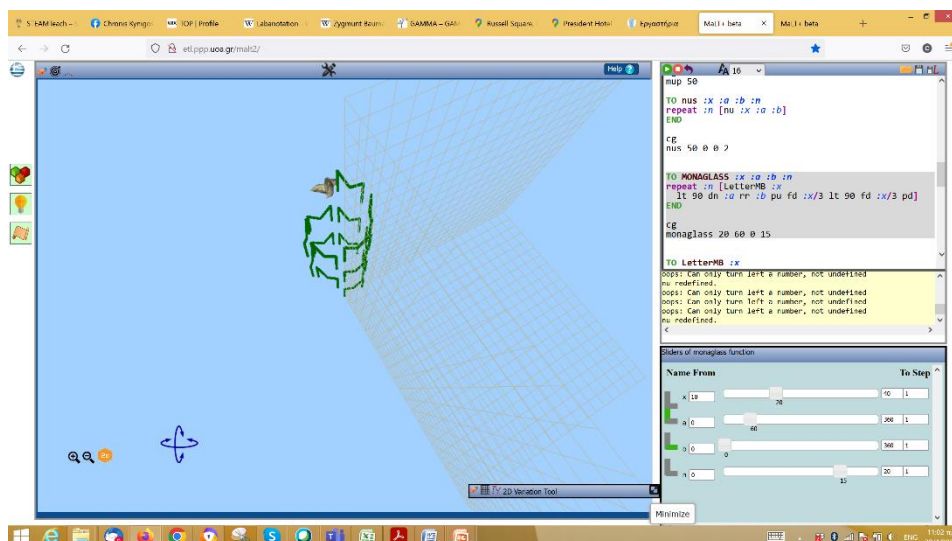 S EAM Teach – S
Chronis Kynigos
TOP | Profile
Labanotation
Zygmunt Bauma
GAMMA – GAM
Russell Square,
President Hotel
Εργαστήρια
MaLT+ beta
MaLT+ beta
etl.ppp.uoa.gr/malt2/
Help
16
mup 50
TO nus :x :a :b :n
repeat :n [nu :x :a :b]
END
cg
nus 50 0 0 2
TO MONAGLASS :x :a :b :n
repeat :n [LetterMB :x
lt 90 dn :a rr :b pu fd :x/3 lt 90 fd :x/3 pd]
END
cg
monaglass 20 60 0 15
TO LetterMB :x
oops: Can only turn left a number, not undefined
nu redefined.
oops: Can only turn left a number, not undefined
oops: Can only turn left a number, not undefined
oops: Can only turn left a number, not undefined
nu redefined.
Sliders of monaglass function
Name From To Step
x 10 20 40 1
a 0 60 360 1
b 0 0 360 1
n 0 15 20 1
2D Variation Tool
Minimize
ENG
11:02